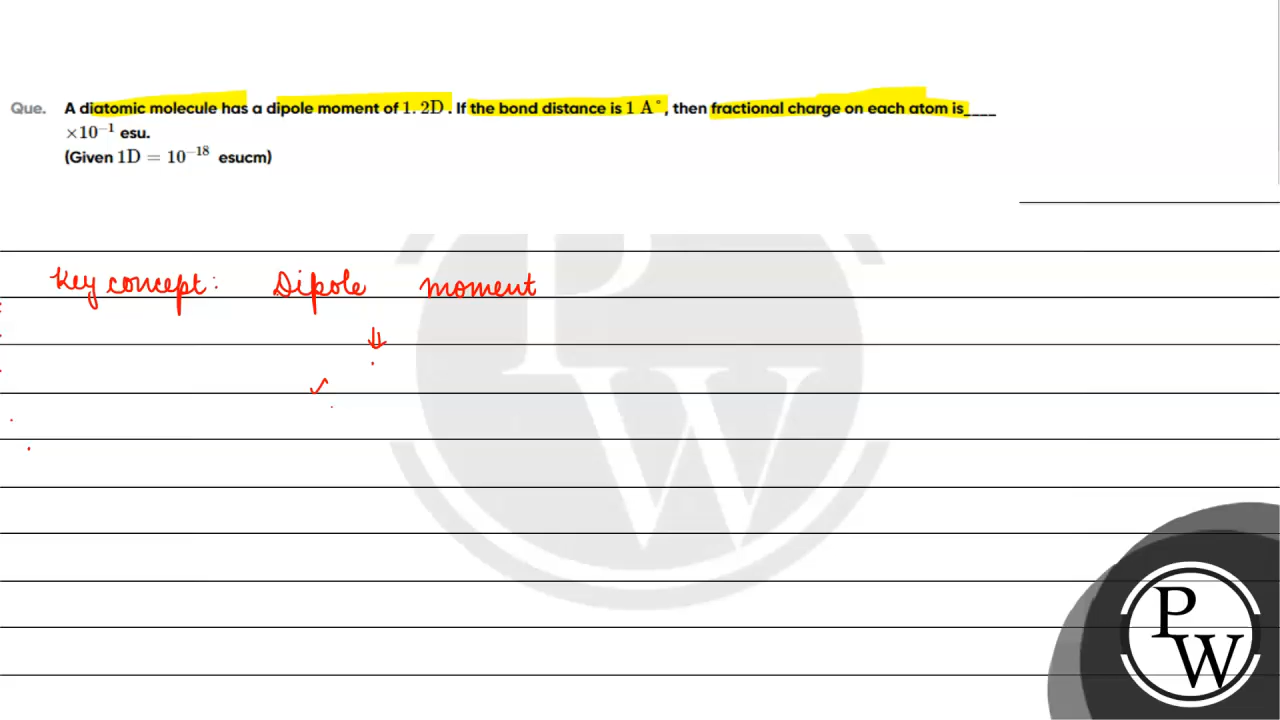 Que. A diatomic molecule has a dipole moment of 1. 2D . If the bond distance is 1 A°, then fractional charge on each atom is____
×10⁻¹ esu.
(Given 1D = 10⁻¹⁸ esucm)
Key concept: Dipole moment
P
W
P
W